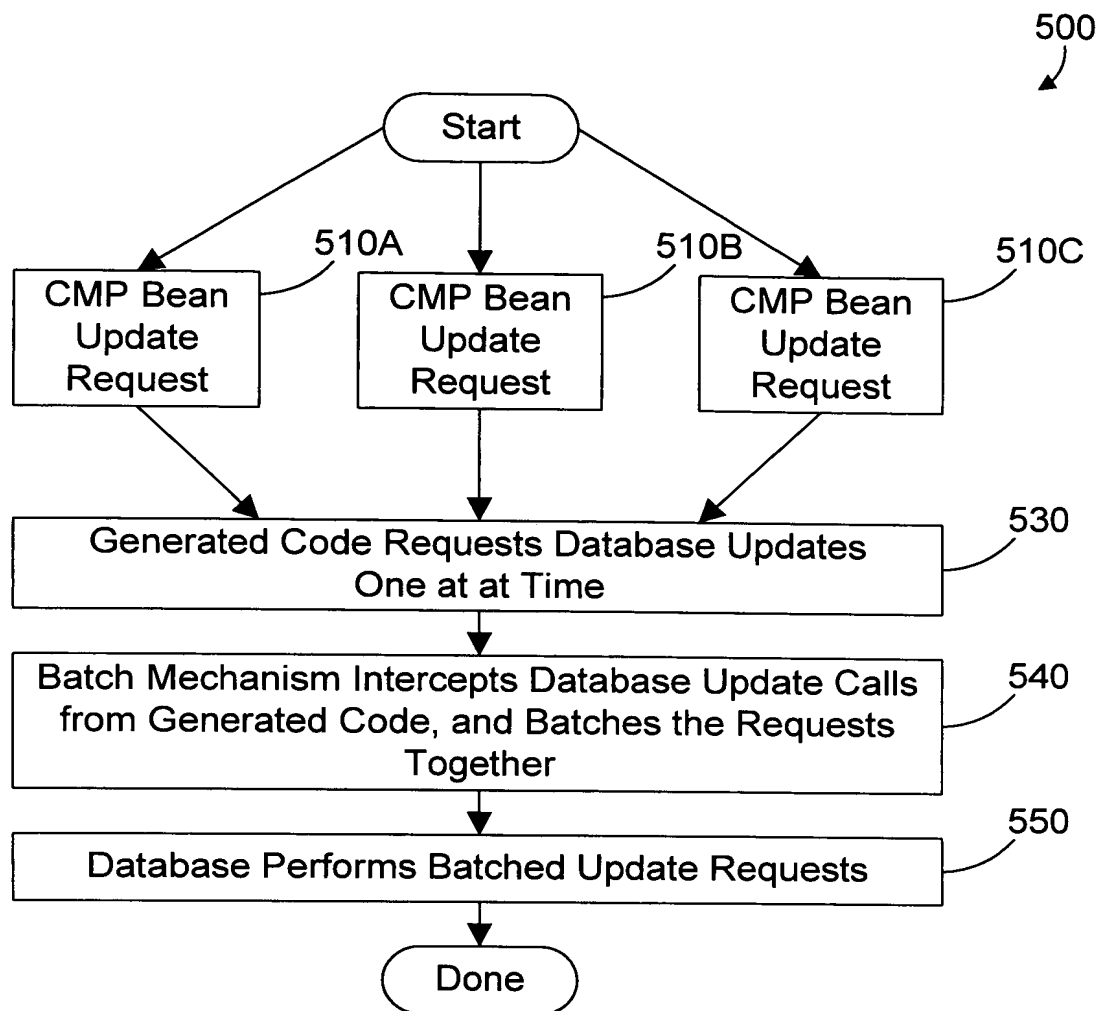 500
Start
510A
510B
510C
CMP Bean
Update
Request
CMP Bean
Update
Request
CMP Bean
Update
Request
530
Generated Code Requests Database Updates
One at at Time
540
Batch Mechanism Intercepts Database Update Calls
from Generated Code, and Batches the Requests
Together
550
Database Performs Batched Update Requests
Done